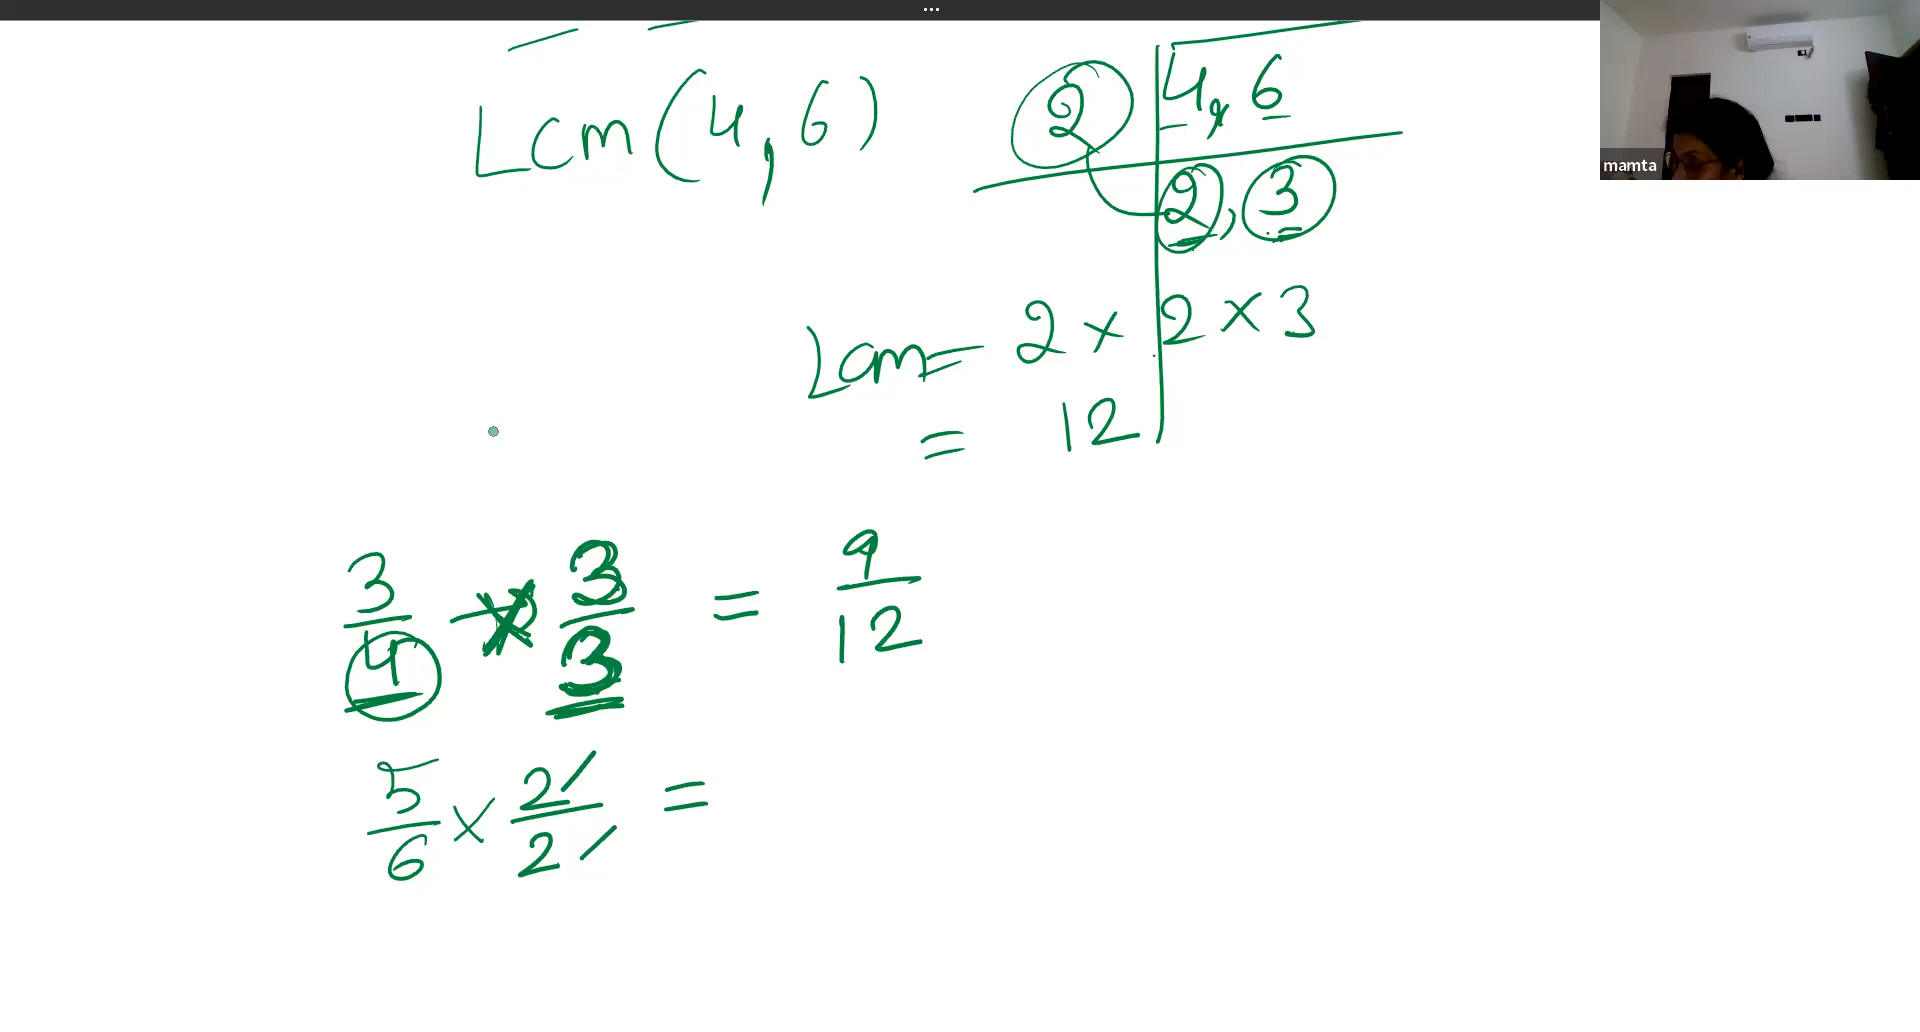 ...
Lcm(4,6)
2 | 4, 6
2, 3
Lcm = 2 × 2 × 3
= 12
3/4 × 3/3 = 9/12
5/6 × 2/2 =
mamta